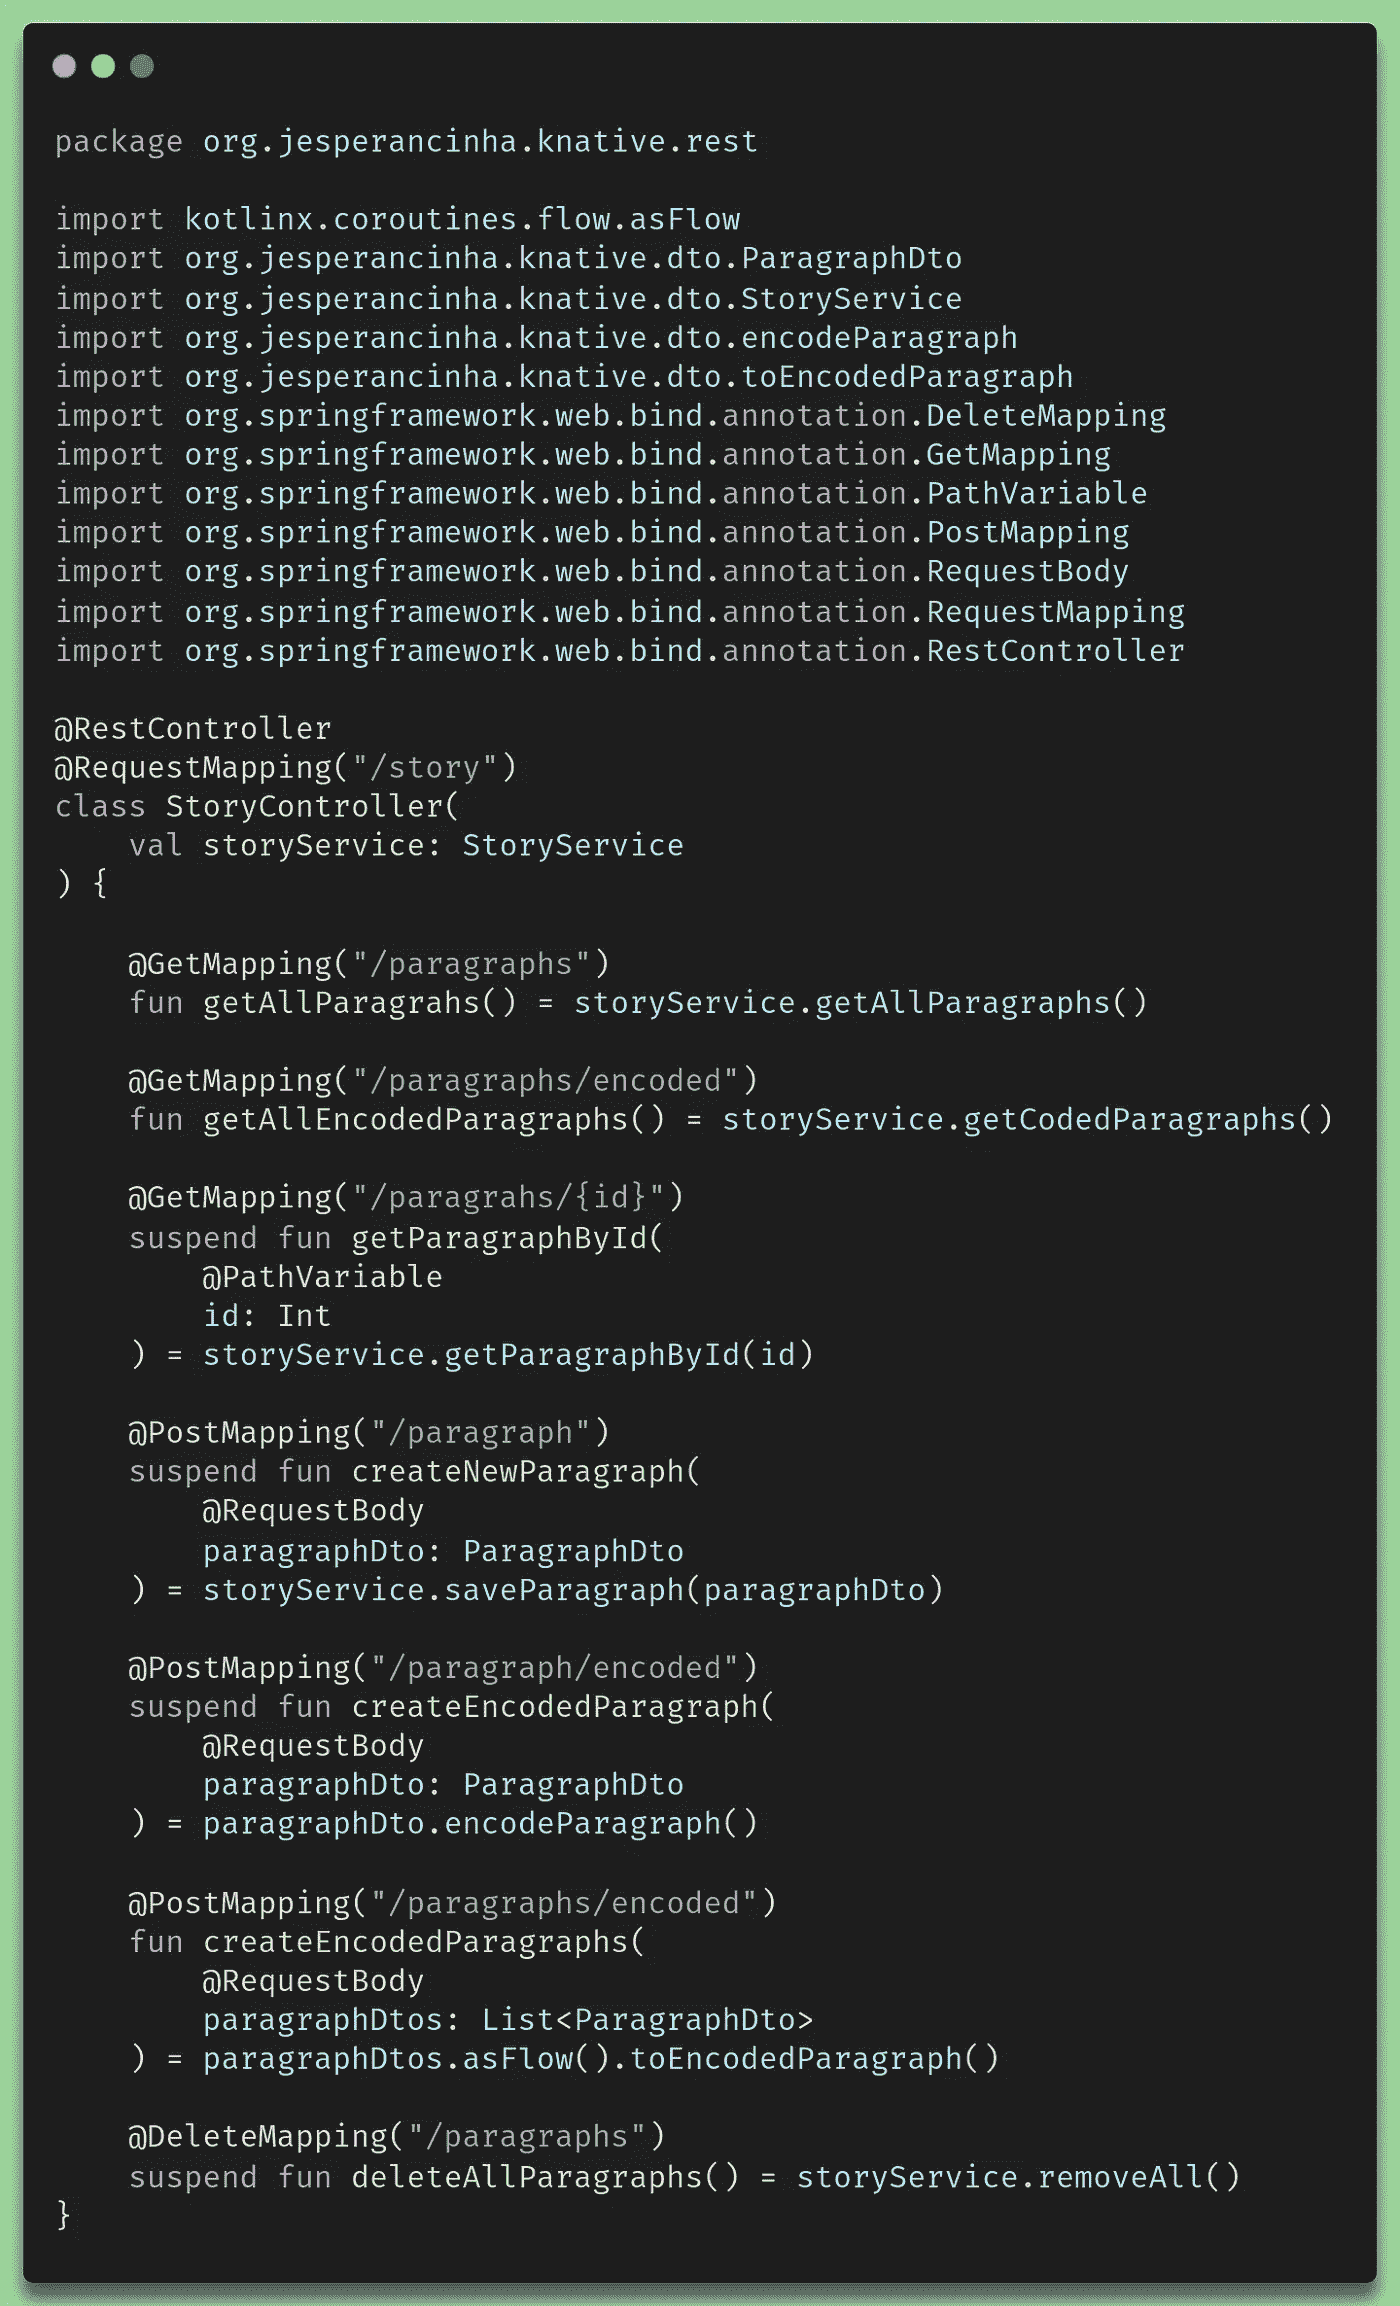 package org.jesperancinha.knative.rest
import kotlinx.coroutines.flow.asFlow
import org.jesperancinha.knative.dto.ParagraphDto
import org.jesperancinha.knative.dto.StoryService
import org.jesperancinha.knative.dto.encodeParagraph
import org.jesperancinha.knative.dto.toEncodedParagraph
import org.springframework.web.bind.annotation.DeleteMapping
import org.springframework.web.bind.annotation.GetMapping
import org.springframework.web.bind.annotation.PathVariable
import org.springframework.web.bind.annotation.PostMapping
import org.springframework.web.bind.annotation.RequestBody
import org.springframework.web.bind.annotation.RequestMapping
import org.springframework.web.bind.annotation.RestController
@RestController
@RequestMapping("/story")
class StoryController(
    val storyService: StoryService
) {
    @GetMapping("/paragraphs")
    fun getAllParagrahs() = storyService.getAllParagraphs()
    @GetMapping("/paragraphs/encoded")
    fun getAllEncodedParagraphs() = storyService.getCodedParagraphs()
    @GetMapping("/paragrahs/{id}")
    suspend fun getParagraphById(
        @PathVariable
        id: Int
    ) = storyService.getParagraphById(id)
    @PostMapping("/paragraph")
    suspend fun createNewParagraph(
        @RequestBody
        paragraphDto: ParagraphDto
    ) = storyService.saveParagraph(paragraphDto)
    @PostMapping("/paragraph/encoded")
    suspend fun createEncodedParagraph(
        @RequestBody
        paragraphDto: ParagraphDto
    ) = paragraphDto.encodeParagraph()
    @PostMapping("/paragraphs/encoded")
    fun createEncodedParagraphs(
        @RequestBody
        paragraphDtos: List<ParagraphDto>
    ) = paragraphDtos.asFlow().toEncodedParagraph()
    @DeleteMapping("/paragraphs")
    suspend fun deleteAllParagraphs() = storyService.removeAll()
}